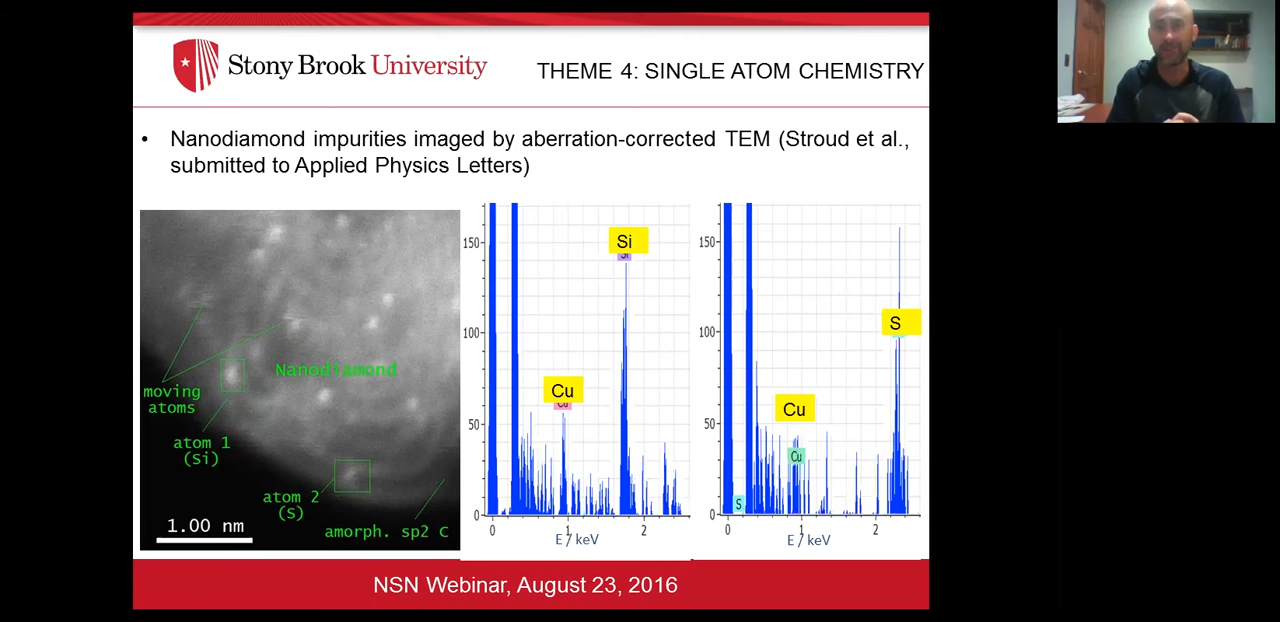 Stony Brook University
THEME 4: SINGLE ATOM CHEMISTRY
• Nanodiamond impurities imaged by aberration-corrected TEM (Stroud et al.,
submitted to Applied Physics Letters)
moving
atoms
Nanodiamond
atom 1
(Si)
atom 2
(S)
amorph. sp2 C
1.00 nm
150
100
50
0
Si
Si
Cu
Cu
0 1 2
E / keV
150
100
50
0
S
Cu
Cu
S
0 1 2
E / keV
NSN Webinar, August 23, 2016